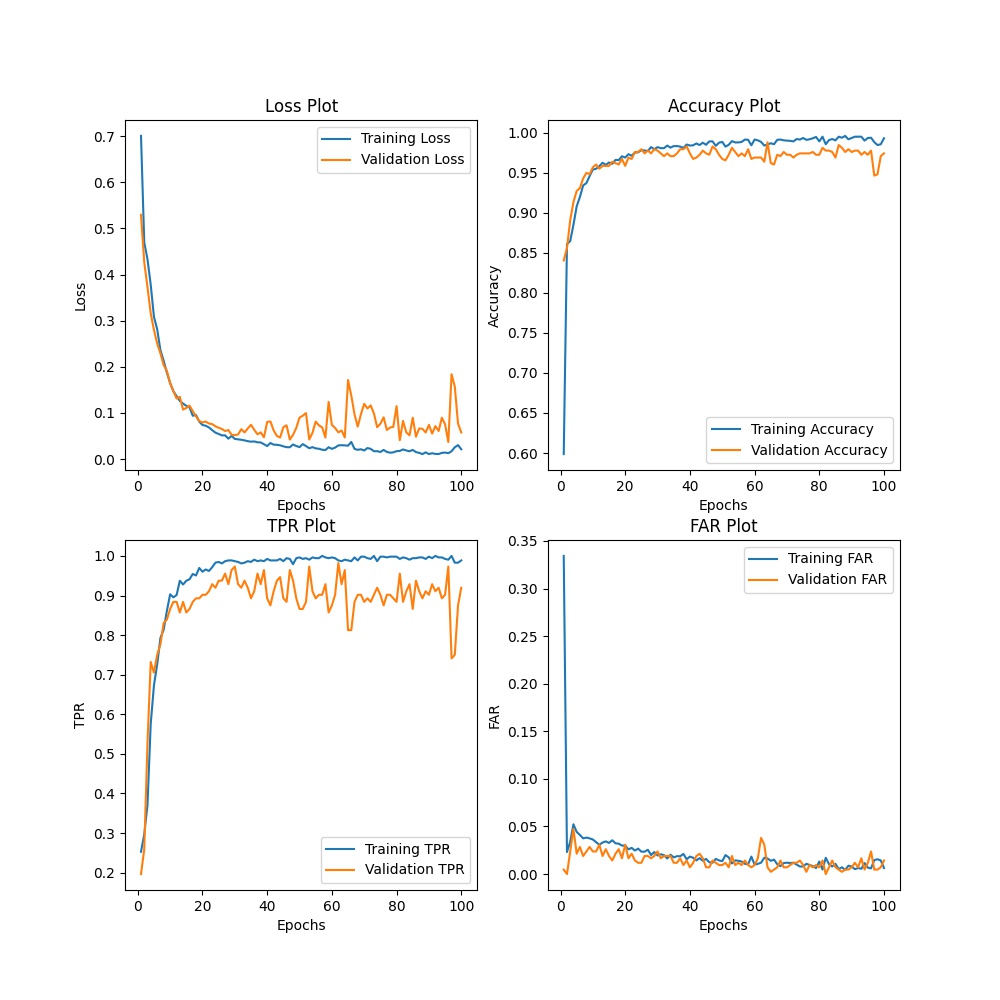 Loss Plot
0.7
0.6
0.5
0.4
0.3
0.2
0.1
0.0
Loss
Training Loss
Validation Loss
0 20 40 60 80 100
Epochs
Accuracy Plot
1.00
0.95
0.90
0.85
0.80
0.75
0.70
0.65
0.60
Accuracy
Training Accuracy
Validation Accuracy
0 20 40 60 80 100
Epochs
TPR Plot
1.0
0.9
0.8
0.7
0.6
0.5
0.4
0.3
0.2
TPR
Training TPR
Validation TPR
0 20 40 60 80 100
Epochs
FAR Plot
0.35
0.30
0.25
0.20
0.15
0.10
0.05
0.00
FAR
Training FAR
Validation FAR
0 20 40 60 80 100
Epochs